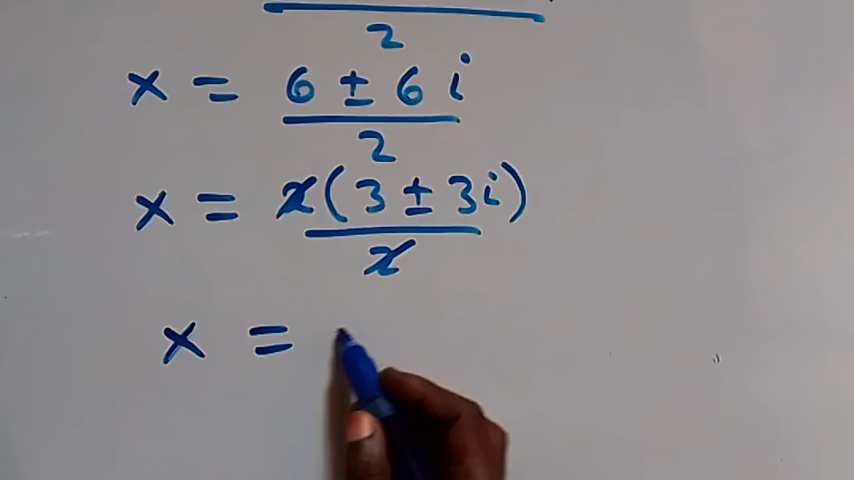 2
x = 6 ± 6i
2
x = 2(3 ± 3i)
2
x =